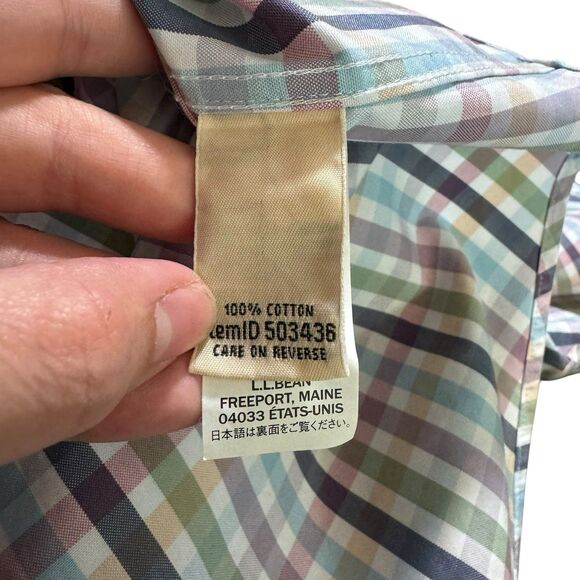 100% COTTON
temID 503436
CARE ON REVERSE
L.L.BEAN
FREEPORT, MAINE
04033 ÉTATS-UNIS
日本語は裏面をご覧ください。